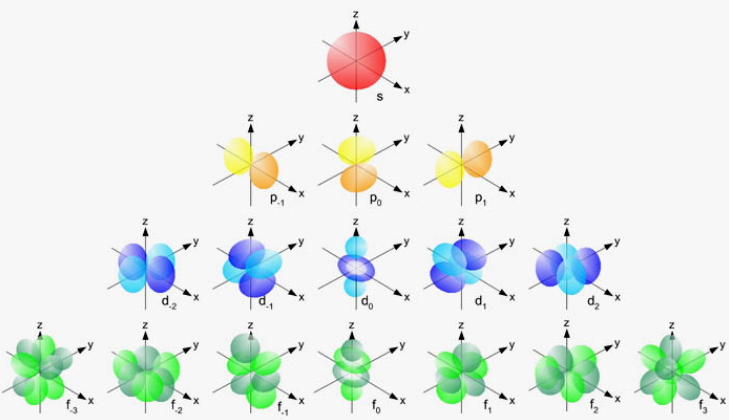 z
y
x
s
z z z
y y y
x x x
p-1 p0 p1
z z z z z
y y y y y
x x x x x
d-2 d-1 d0 d1 d2
z z z z z z z
y y y y y y y
x x x x x x x
f-3 f-2 f-1 f0 f1 f2 f3